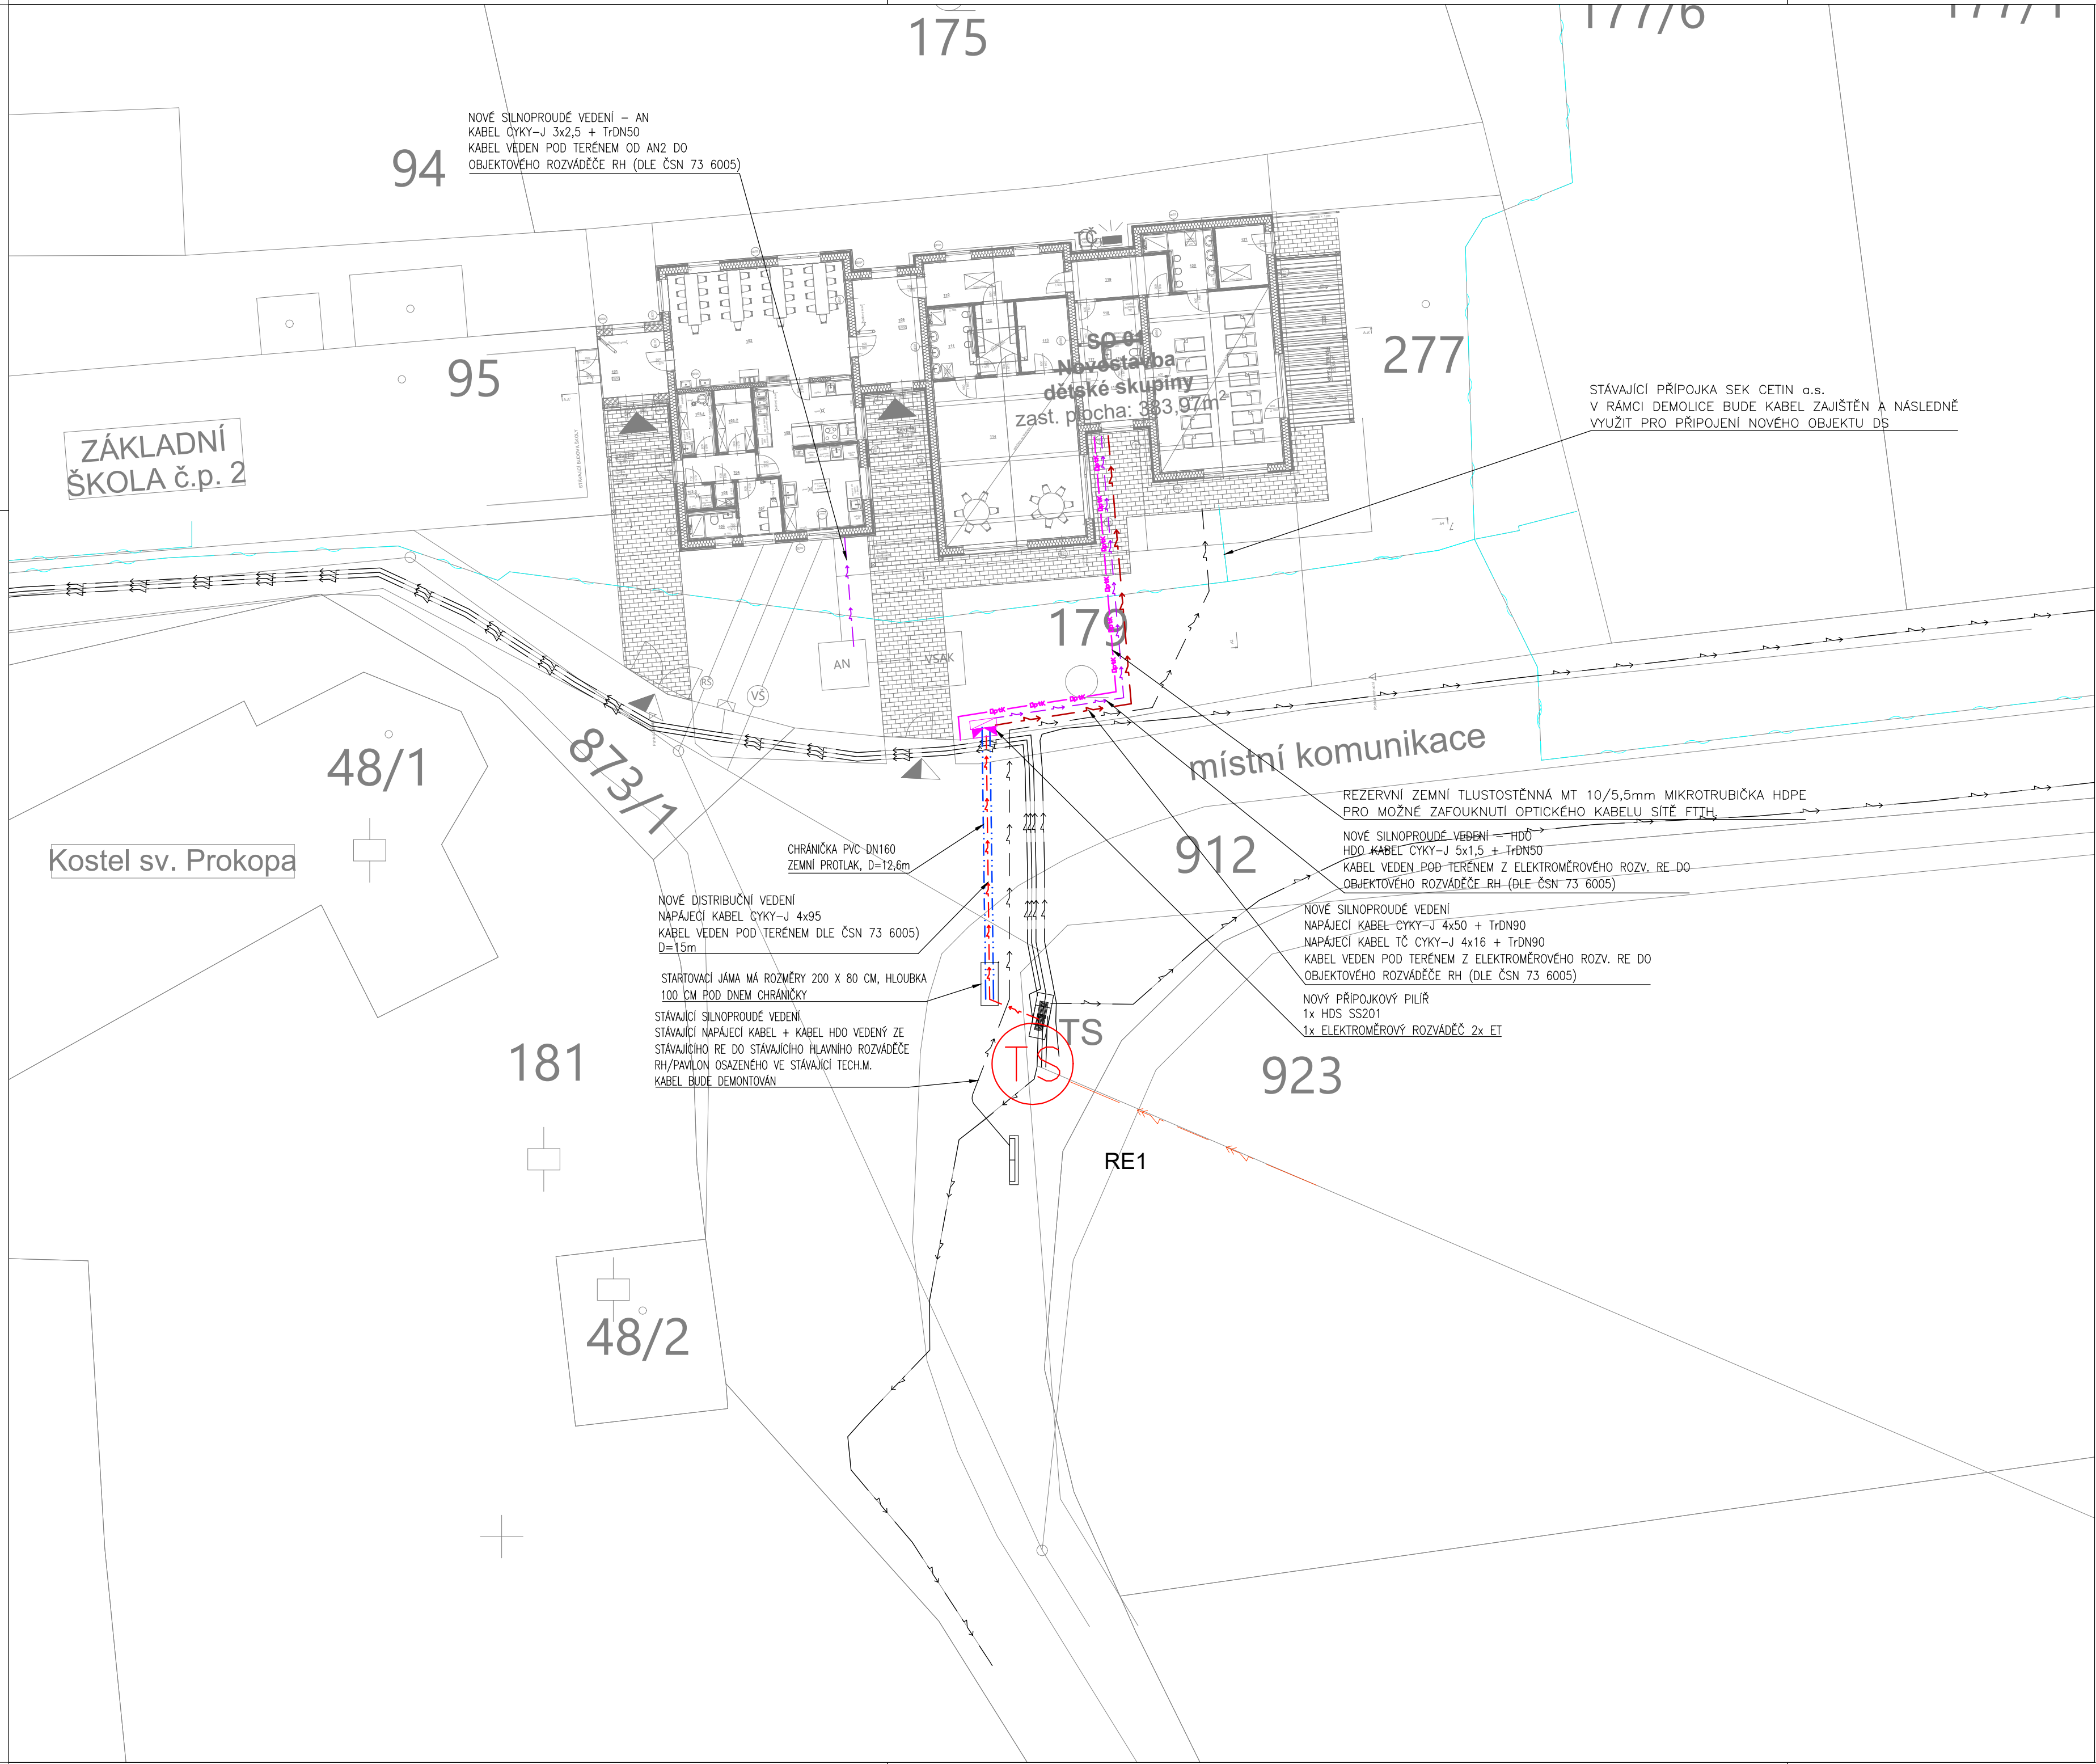 175
NOVÉ SILNOPROUDÉ VEDENÍ – AN
KABEL CYKY–J 3x2,5 + TrDN50
KABEL VEDEN POD TERÉNEM OD AN2 DO
OBJEKTOVÉHO ROZVÁDĚČE RH (DLE ČSN 73 6005)
94
TČ
SO 01
Novostavba
dětské skupiny
zast. plocha: 383,97m²
277
95
STÁVAJÍCÍ PŘÍPOJKA SEK CETIN a.s.
V RÁMCI DEMOLICE BUDE KABEL ZAJIŠTĚN A NÁSLEDNĚ
VYUŽIT PRO PŘIPOJENÍ NOVÉHO OBJEKTU DS
ZÁKLADNÍ
ŠKOLA č.p. 2
STÁVAJÍCÍ BUDOVA ŠKOLY
179
AN
VSAK
RŠ
VŠ
OptK OptK OptK
místní komunikace
48/1
873/1
REZERVNÍ ZEMNÍ TLUSTOSTĚNNÁ MT 10/5,5mm MIKROTRUBIČKA HDPE
PRO MOŽNÉ ZAFOUKNUTÍ OPTICKÉHO KABELU SÍTĚ FTTH.
NOVÉ SILNOPROUDÉ VEDENÍ – HDO
HDO KABEL CYKY–J 5x1,5 + TrDN50
KABEL VEDEN POD TERÉNEM Z ELEKTROMĚROVÉHO ROZV. RE DO
OBJEKTOVÉHO ROZVÁDĚČE RH (DLE ČSN 73 6005)
912
Kostel sv. Prokopa
CHRÁNIČKA PVC DN160
ZEMNÍ PROTLAK, D=12,6m
NOVÉ DISTRIBUČNÍ VEDENÍ
NAPÁJECÍ KABEL CYKY–J 4x95
KABEL VEDEN POD TERÉNEM DLE ČSN 73 6005)
D=15m
NOVÉ SILNOPROUDÉ VEDENÍ
NAPÁJECÍ KABEL CYKY–J 4x50 + TrDN90
NAPÁJECÍ KABEL TČ CYKY–J 4x16 + TrDN90
KABEL VEDEN POD TERÉNEM Z ELEKTROMĚROVÉHO ROZV. RE DO
OBJEKTOVÉHO ROZVÁDĚČE RH (DLE ČSN 73 6005)
STARTOVACÍ JÁMA MÁ ROZMĚRY 200 X 80 CM, HLOUBKA
100 CM POD DNEM CHRÁNIČKY
NOVÝ PŘÍPOJKOVÝ PILÍŘ
1x HDS SS201
1x ELEKTROMĚROVÝ ROZVÁDĚČ 2x ET
STÁVAJÍCÍ SILNOPROUDÉ VEDENÍ
STÁVAJÍCÍ NAPÁJECÍ KABEL + KABEL HDO VEDENÝ ZE
STÁVAJÍCÍHO RE DO STÁVAJÍCÍHO HLAVNÍHO ROZVÁDĚČE
RH/PAVILON OSAZENÉHO VE STÁVAJÍCÍ TECH.M.
KABEL BUDE DEMONTOVÁN
TS
TS
181
923
RE1
48/2